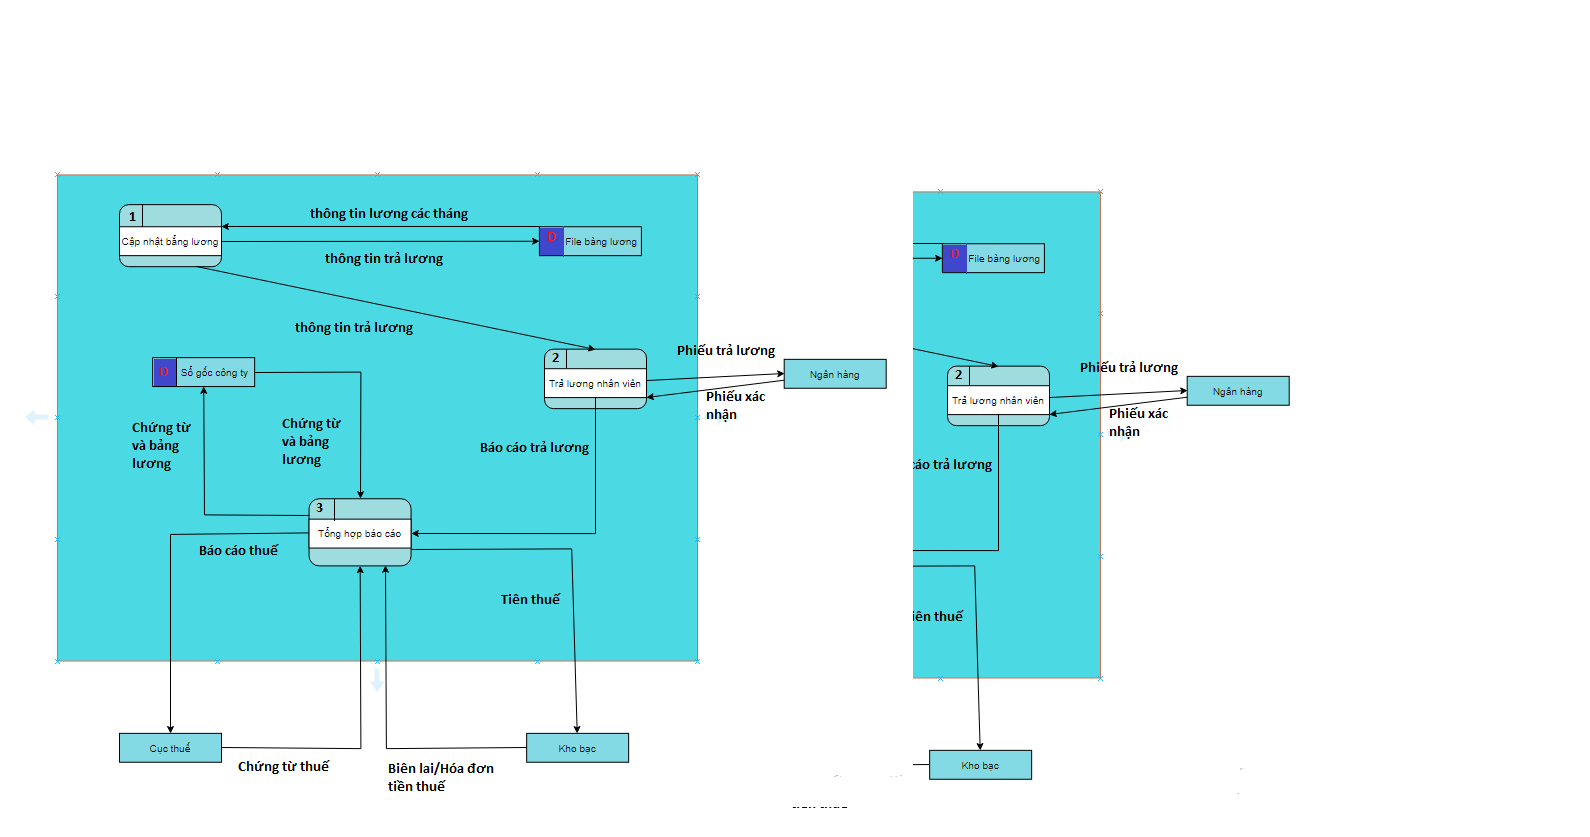 1
thông tin lương các tháng
Cập nhật bẳng lương
D
File bảng lương
thông tin trả lương
thông tin trả lương
2
Trả lương nhân viên
Phiếu trả lương
Ngân hàng
Phiếu xác
nhận
D
Sổ gốc công ty
Chứng từ
và bảng
lương
Chứng từ
và bảng
lương
Báo cáo trả lương
3
Tổng hợp báo cáo
Báo cáo thuế
Tiên thuế
Cục thuế
Kho bạc
Chứng từ thuế
Biên lai/Hóa đơn
tiền thuế
D
File bảng lương
2
Trả lương nhân viên
Phiếu trả lương
Ngân hàng
Phiếu xác
nhận
áo trả lương
iên thuế
Kho bạc